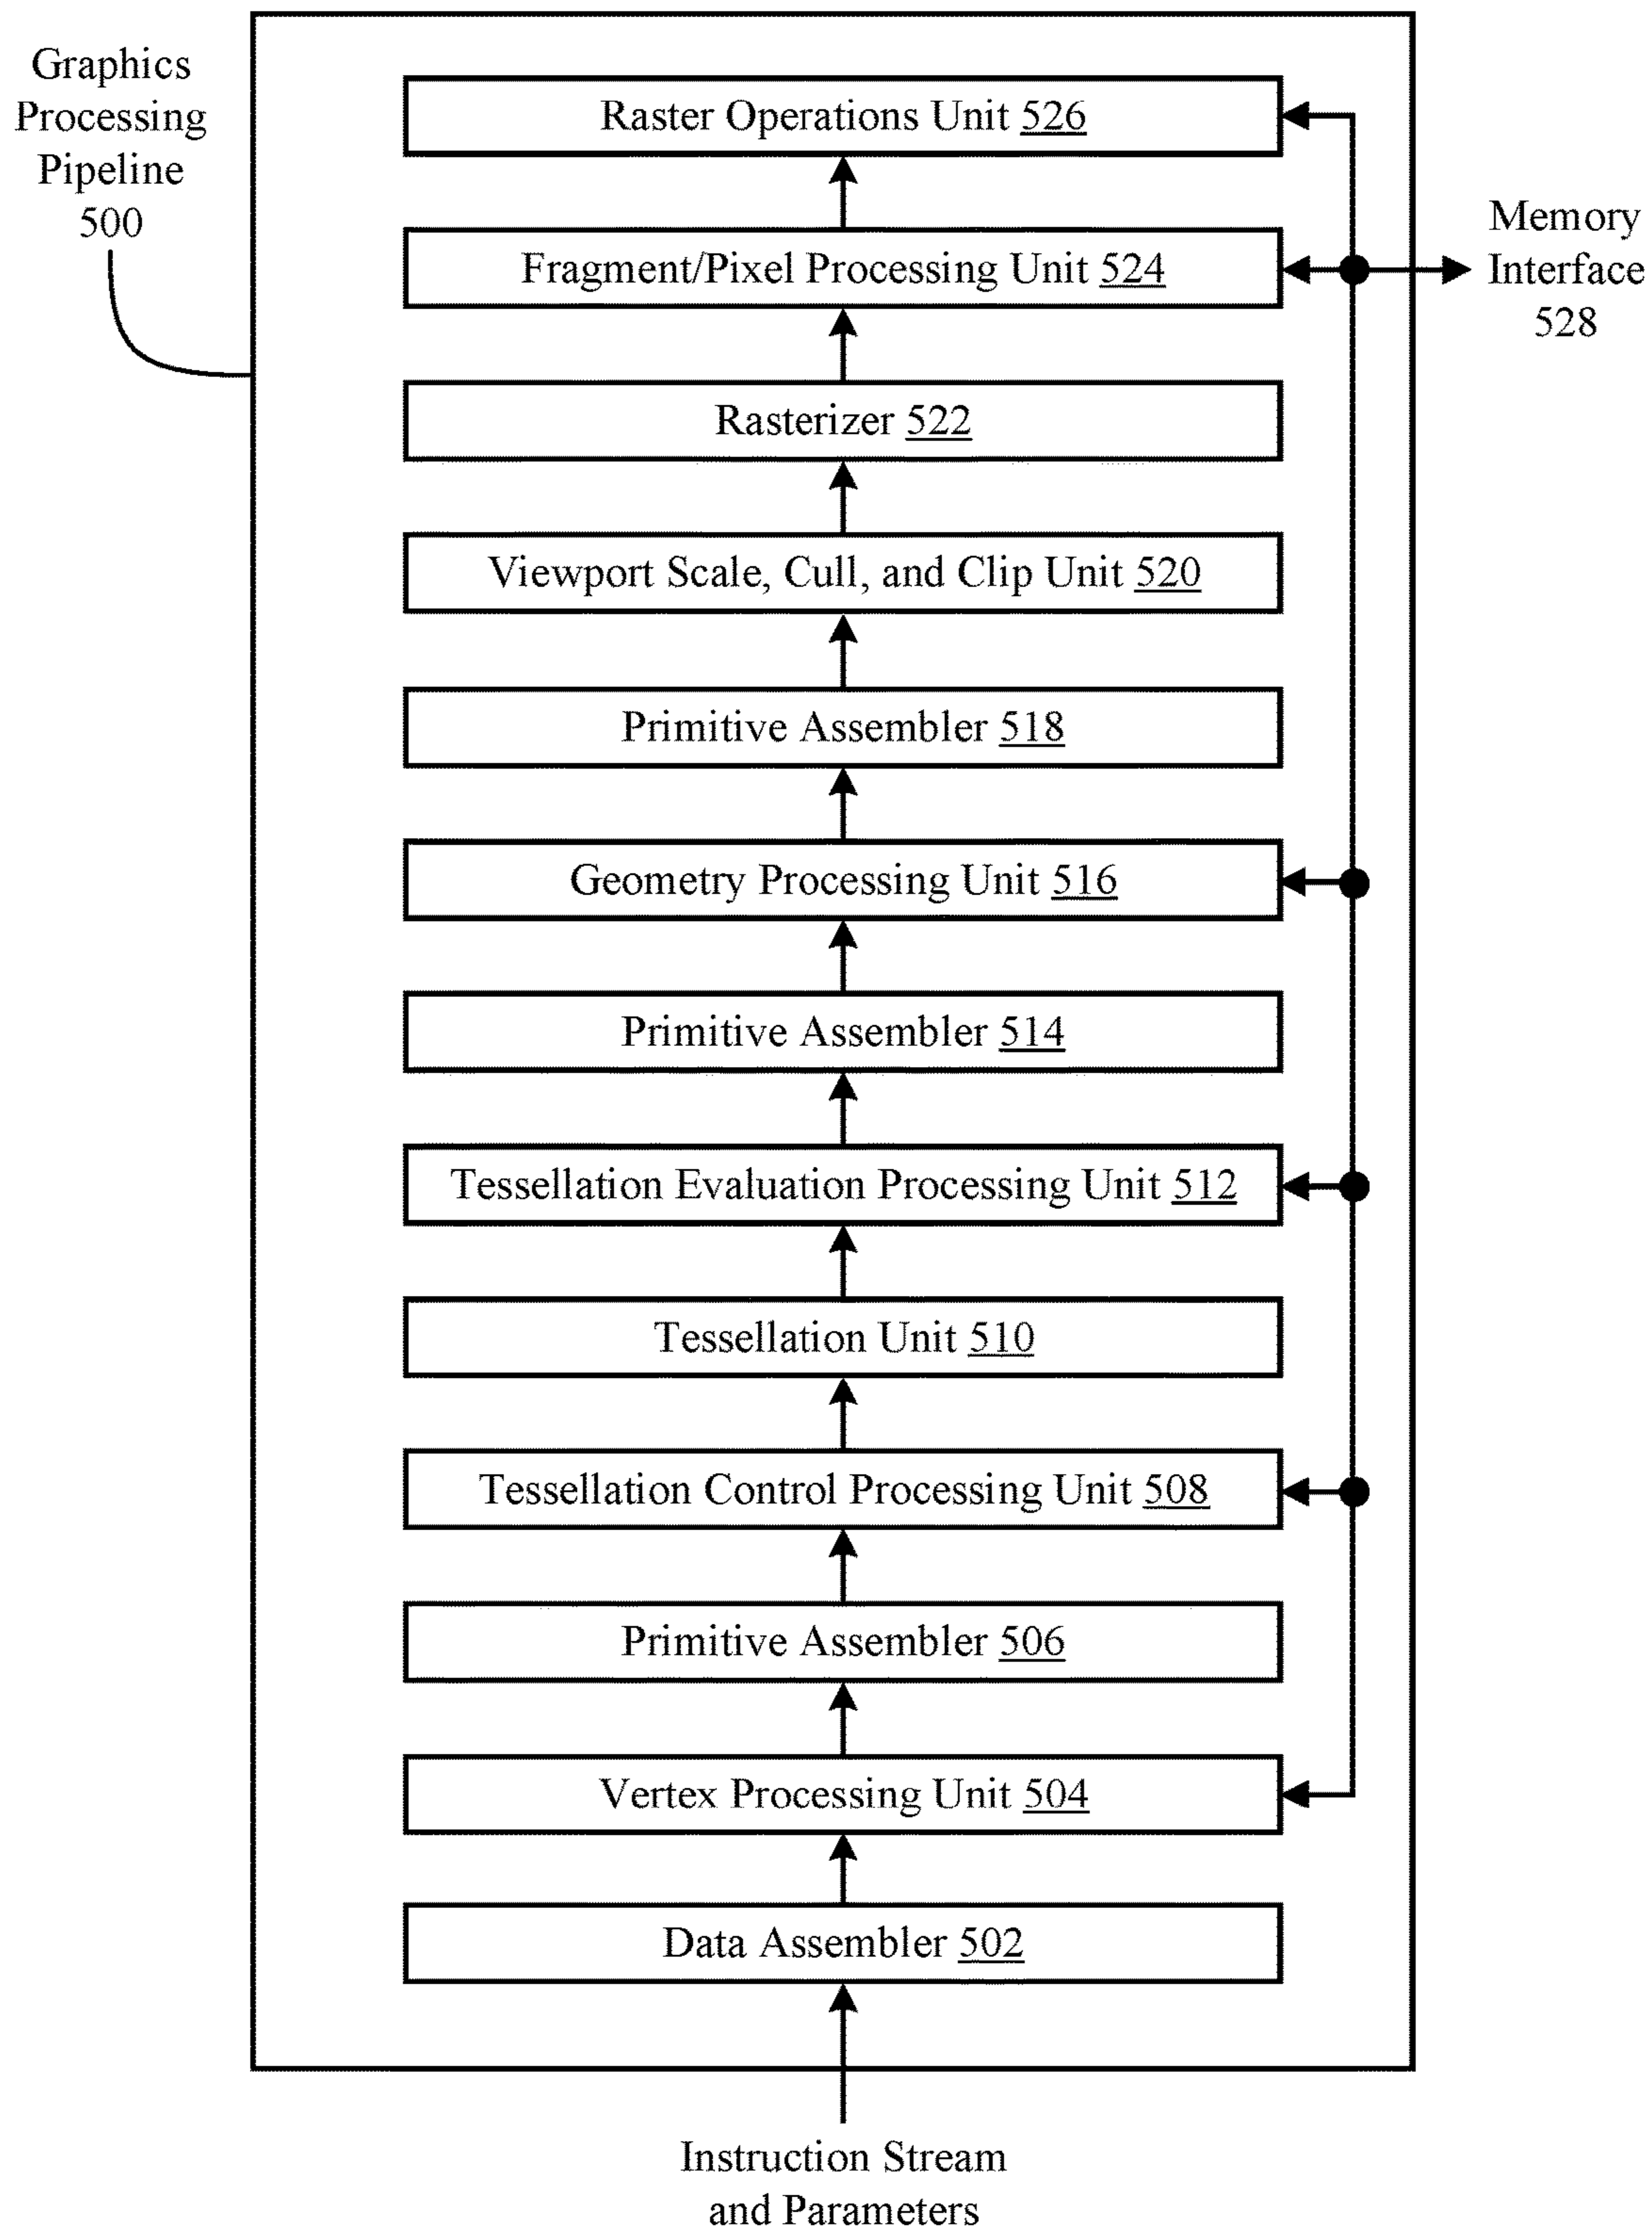 Graphics
Processing
Pipeline
500
Raster Operations Unit 526
Memory
Interface
528
Fragment/Pixel Processing Unit 524
Rasterizer 522
Viewport Scale, Cull, and Clip Unit 520
Primitive Assembler 518
Geometry Processing Unit 516
Primitive Assembler 514
Tessellation Evaluation Processing Unit 512
Tessellation Unit 510
Tessellation Control Processing Unit 508
Primitive Assembler 506
Vertex Processing Unit 504
Data Assembler 502
Instruction Stream
and Parameters